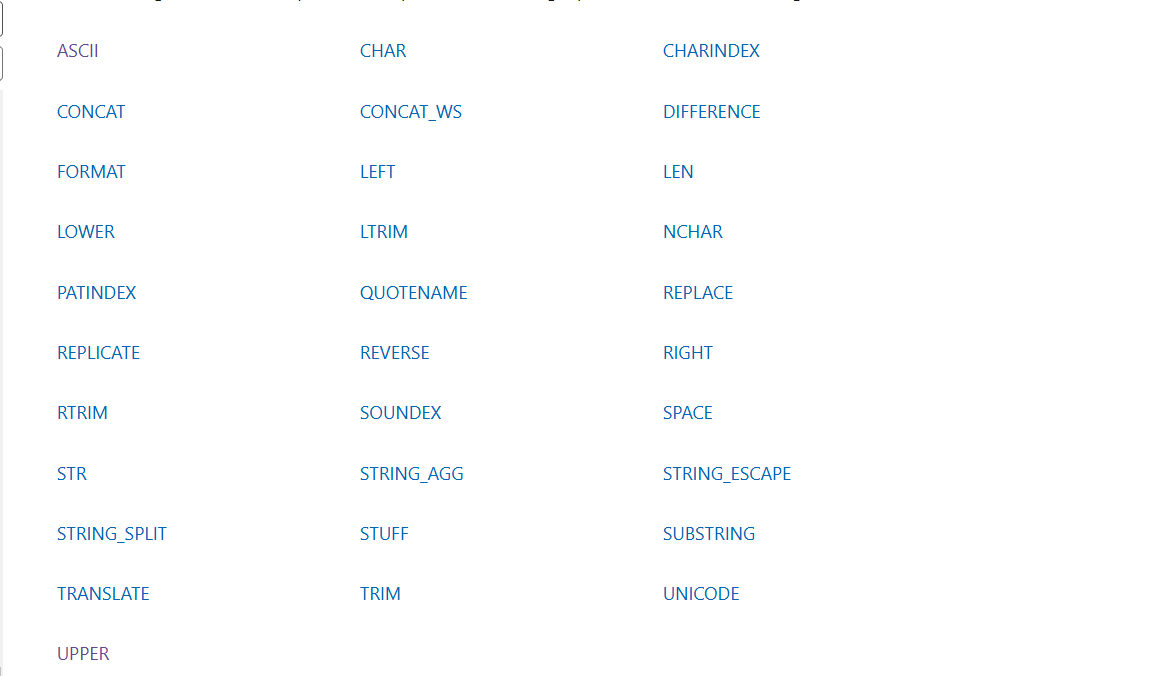 ASCII CHAR CHARINDEX
CONCAT CONCAT_WS DIFFERENCE
FORMAT LEFT LEN
LOWER LTRIM NCHAR
PATINDEX QUOTENAME REPLACE
REPLICATE REVERSE RIGHT
RTRIM SOUNDEX SPACE
STR STRING_AGG STRING_ESCAPE
STRING_SPLIT STUFF SUBSTRING
TRANSLATE TRIM UNICODE
UPPER